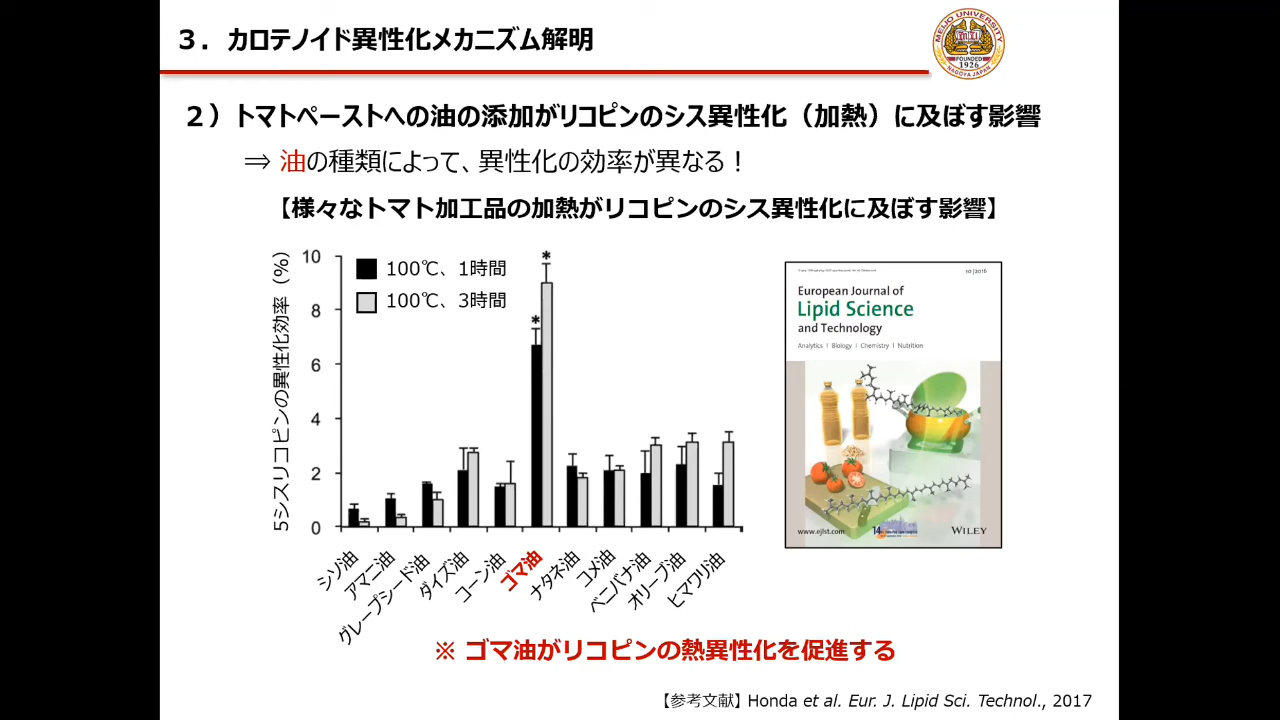 ３．カロテノイド異性化メカニズム解明
MEIJO UNIVERSITY
FOUNDED
1926
NAGOYA JAPAN
２）トマトペーストへの油の添加がリコピンのシス異性化（加熱）に及ぼす影響
⇒ 油の種類によって、異性化の効率が異なる！
【様々なトマト加工品の加熱がリコピンのシス異性化に及ぼす影響】
5シスリコピンの異性化効率（%）
10
8
6
4
2
0
100℃、1時間
100℃、3時間
*
*
シソ油
アマニ油
グレープシード油
ダイズ油
コーン油
ゴマ油
ナタネ油
コメ油
ベニバナ油
オリーブ油
ヒマワリ油
10|2016
European Journal of
Lipid Science
and Technology
Analytics | Biology | Chemistry | Nutrition
www.ejlst.com
14
WILEY
※ ゴマ油がリコピンの熱異性化を促進する
【参考文献】Honda et al. Eur. J. Lipid Sci. Technol., 2017